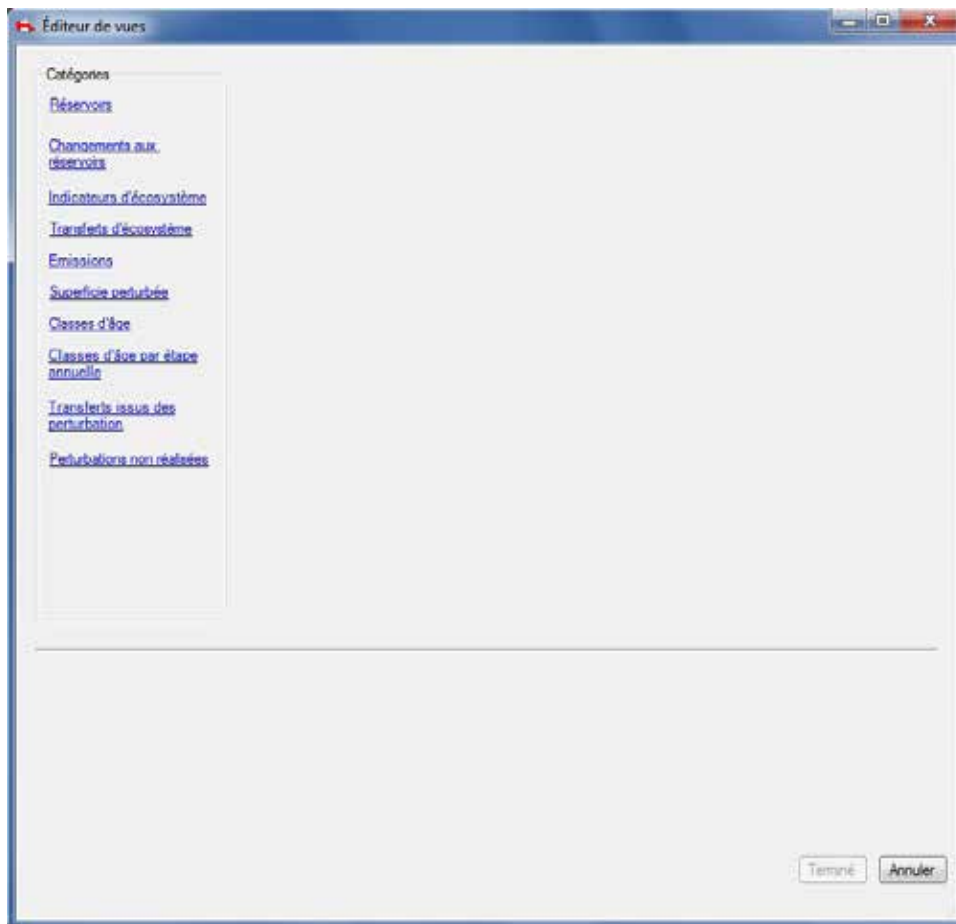 Éditeur de vues
Catégories
Réservoirs
Changements aux
réservoirs
Indicateurs d'écosystème
Transferts d'écosystème
Emissions
Superficie perturbée
Classes d'âge
Classes d'âge par étape
annuelle
Transferts issus des
perturbation
Perturbations non réalisées
Terminé
Annuler